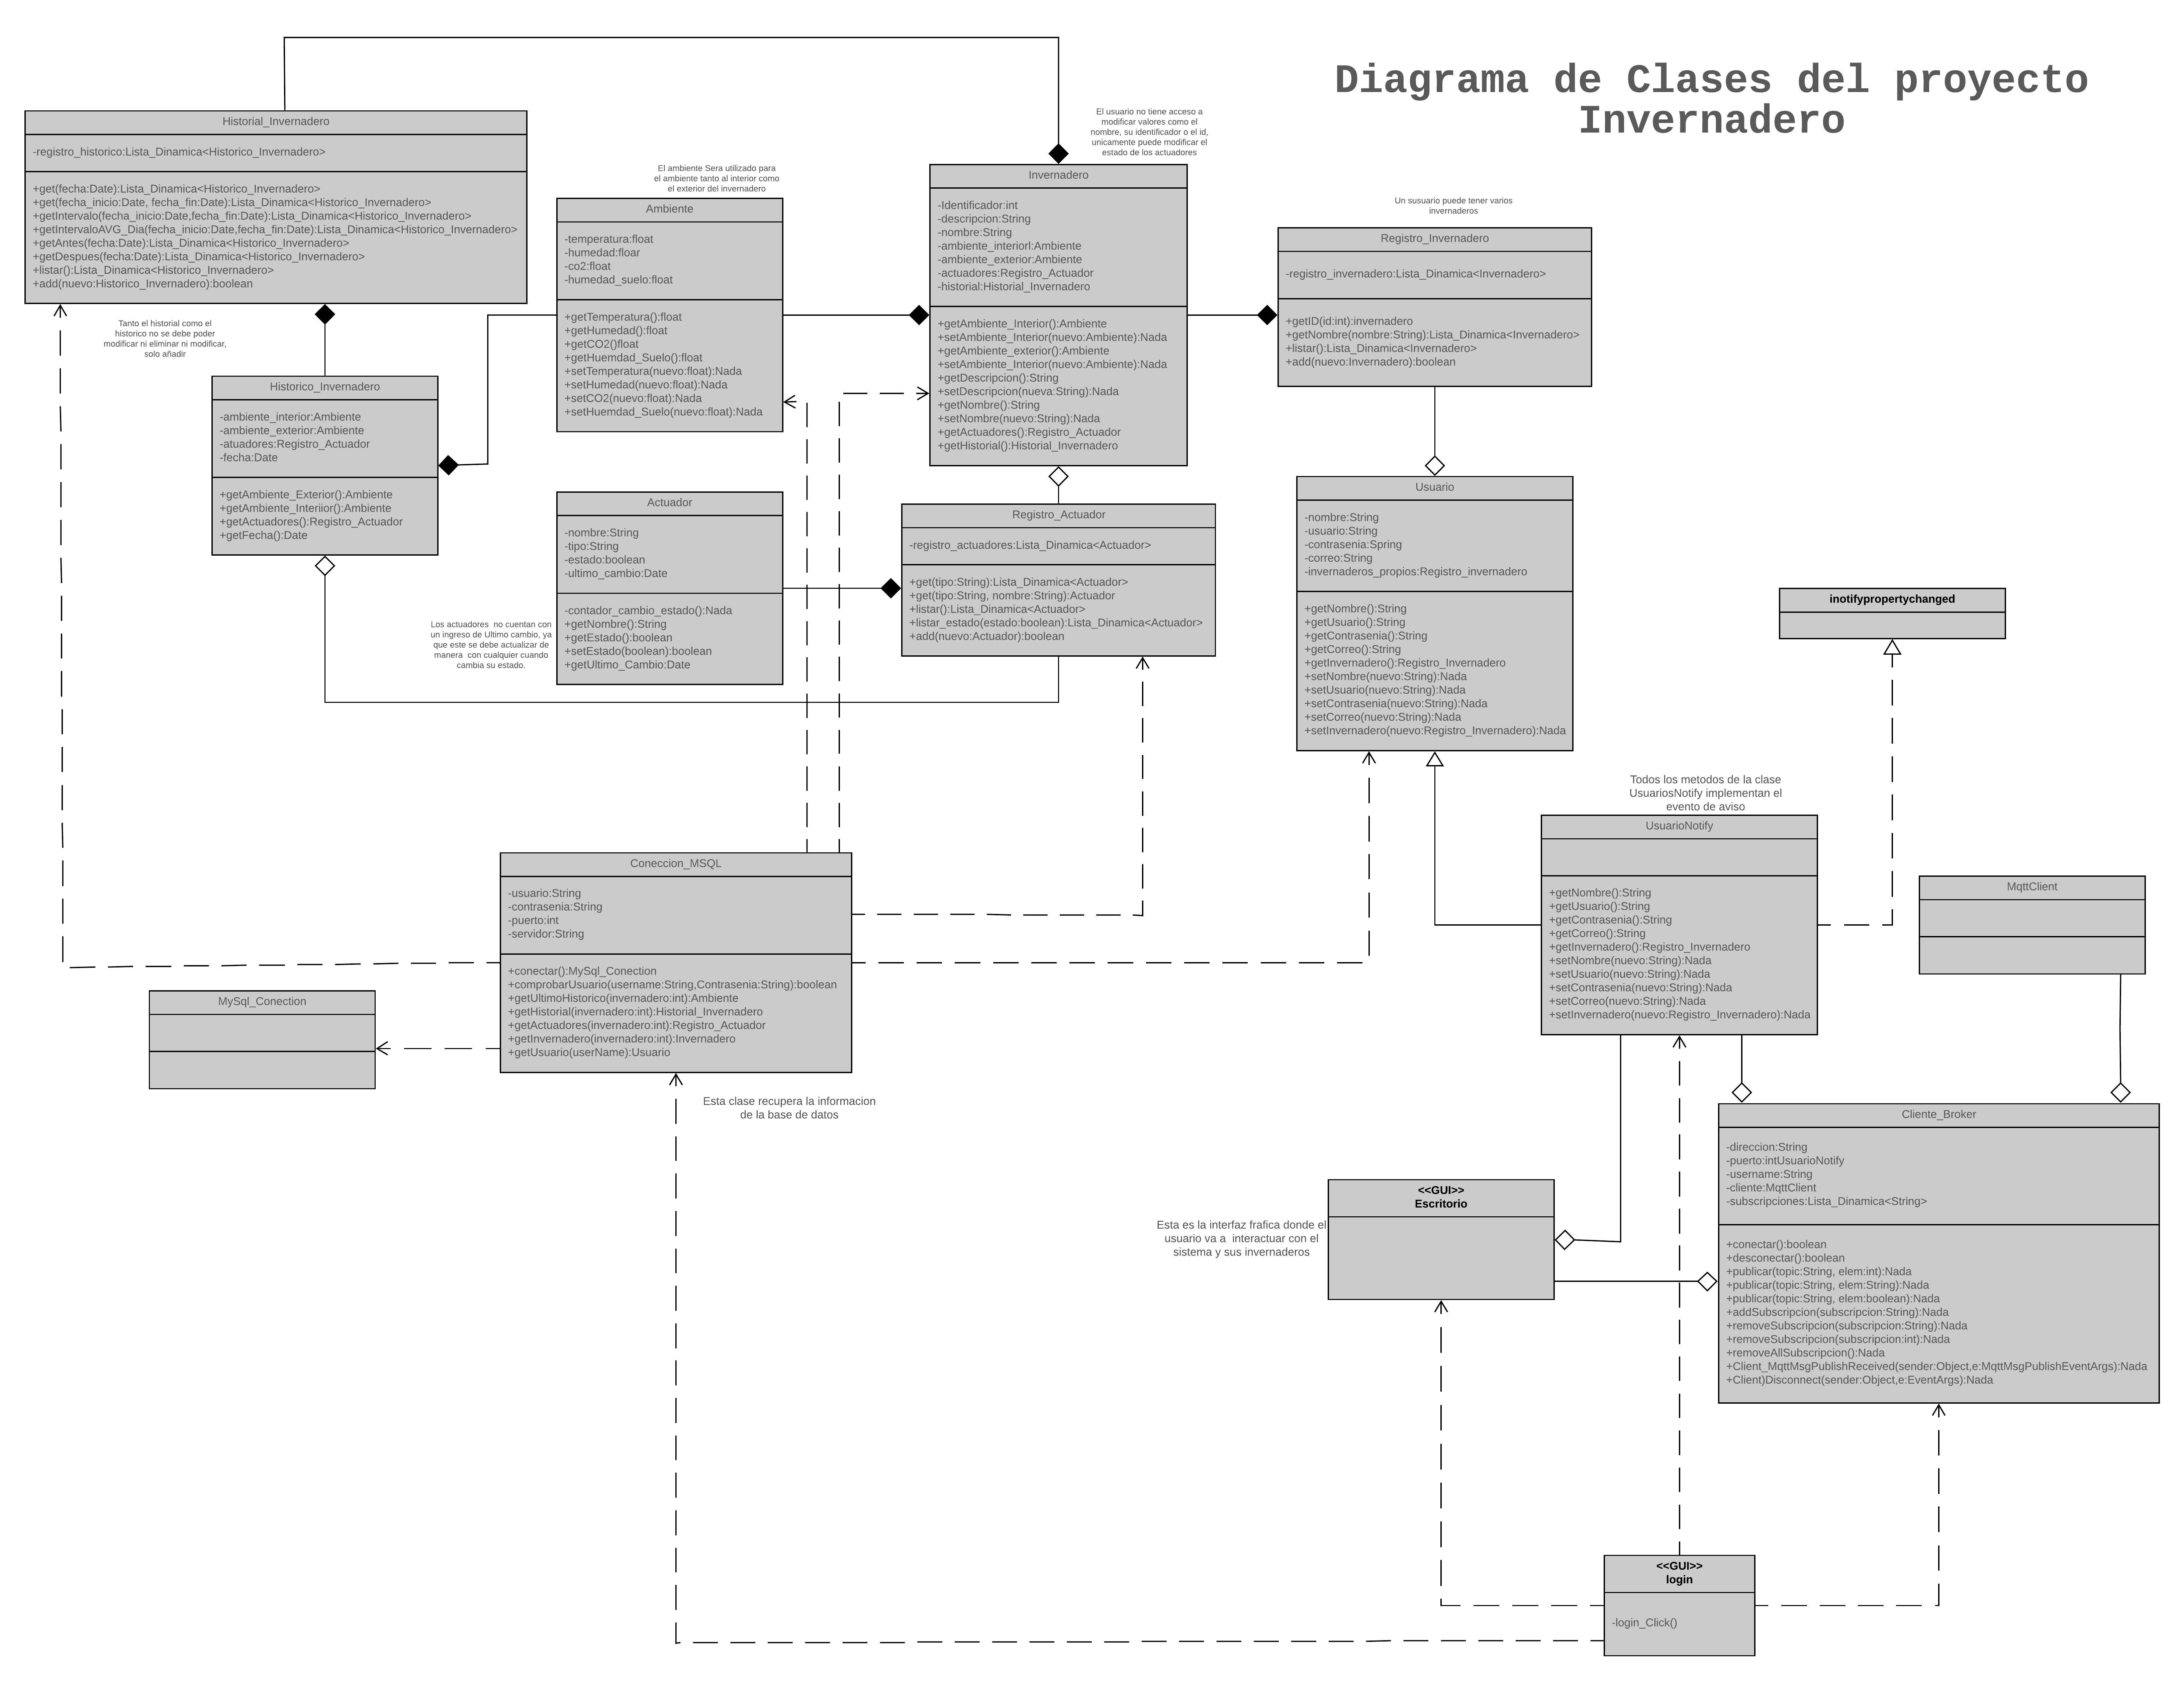 Diagrama de Clases del proyecto
Invernadero
Historial_Invernadero
-registro_historico:Lista_Dinamica<Historico_Invernadero>
+get(fecha:Date):Lista_Dinamica<Historico_Invernadero>
+get(fecha_inicio:Date, fecha_fin:Date):Lista_Dinamica<Historico_Invernadero>
+getIntervalo(fecha_inicio:Date,fecha_fin:Date):Lista_Dinamica<Historico_Invernadero>
+getIntervaloAVG_Dia(fecha_inicio:Date,fecha_fin:Date):Lista_Dinamica<Historico_Invernadero>
+getAntes(fecha:Date):Lista_Dinamica<Historico_Invernadero>
+getDespues(fecha:Date):Lista_Dinamica<Historico_Invernadero>
+listar():Lista_Dinamica<Historico_Invernadero>
+add(nuevo:Historico_Invernadero):boolean
Tanto el historial como el
historico no se debe poder
modificar ni eliminar ni modificar,
solo añadir
Historico_Invernadero
-ambiente_interior:Ambiente
-ambiente_exterior:Ambiente
-atuadores:Registro_Actuador
-fecha:Date
+getAmbiente_Exterior():Ambiente
+getAmbiente_Interiior():Ambiente
+getActuadores():Registro_Actuador
+getFecha():Date
El ambiente Sera utilizado para
el ambiente tanto al interior como
el exterior del invernadero
Ambiente
-temperatura:float
-humedad:floar
-co2:float
-humedad_suelo:float
+getTemperatura():float
+getHumedad():float
+getCO2()float
+getHuemdad_Suelo():float
+setTemperatura(nuevo:float):Nada
+setHumedad(nuevo:float):Nada
+setCO2(nuevo:float):Nada
+setHuemdad_Suelo(nuevo:float):Nada
El usuario no tiene acceso a
modificar valores como el
nombre, su identificador o el id,
unicamente puede modificar el
estado de los actuadores
Invernadero
-Identificador:int
-descripcion:String
-nombre:String
-ambiente_interiorl:Ambiente
-ambiente_exterior:Ambiente
-actuadores:Registro_Actuador
-historial:Historial_Invernadero
+getAmbiente_Interior():Ambiente
+setAmbiente_Interior(nuevo:Ambiente):Nada
+getAmbiente_exterior():Ambiente
+setAmbiente_Interior(nuevo:Ambiente):Nada
+getDescripcion():String
+setDescripcion(nueva:String):Nada
+getNombre():String
+setNombre(nuevo:String):Nada
+getActuadores():Registro_Actuador
+getHistorial():Historial_Invernadero
Un susuario puede tener varios
invernaderos
Registro_Invernadero
-registro_invernadero:Lista_Dinamica<Invernadero>
+getID(id:int):invernadero
+getNombre(nombre:String):Lista_Dinamica<Invernadero>
+listar():Lista_Dinamica<Invernadero>
+add(nuevo:Invernadero):boolean
Actuador
-nombre:String
-tipo:String
-estado:boolean
-ultimo_cambio:Date
-contador_cambio_estado():Nada
+getNombre():String
+getEstado():boolean
+setEstado(boolean):boolean
+getUltimo_Cambio:Date
Los actuadores  no cuentan con
un ingreso de Ultimo cambio, ya
que este se debe actualizar de
manera  con cualquier cuando
cambia su estado.
Registro_Actuador
-registro_actuadores:Lista_Dinamica<Actuador>
+get(tipo:String):Lista_Dinamica<Actuador>
+get(tipo:String, nombre:String):Actuador
+listar():Lista_Dinamica<Actuador>
+listar_estado(estado:boolean):Lista_Dinamica<Actuador>
+add(nuevo:Actuador):boolean
Usuario
-nombre:String
-usuario:String
-contrasenia:Spring
-correo:String
-invernaderos_propios:Registro_invernadero
+getNombre():String
+getUsuario():String
+getContrasenia():String
+getCorreo():String
+getInvernadero():Registro_Invernadero
+setNombre(nuevo:String):Nada
+setUsuario(nuevo:String):Nada
+setContrasenia(nuevo:String):Nada
+setCorreo(nuevo:String):Nada
+setInvernadero(nuevo:Registro_Invernadero):Nada
inotifypropertychanged
Todos los metodos de la clase
UsuariosNotify implementan el
evento de aviso
UsuarioNotify
+getNombre():String
+getUsuario():String
+getContrasenia():String
+getCorreo():String
+getInvernadero():Registro_Invernadero
+setNombre(nuevo:String):Nada
+setUsuario(nuevo:String):Nada
+setContrasenia(nuevo:String):Nada
+setCorreo(nuevo:String):Nada
+setInvernadero(nuevo:Registro_Invernadero):Nada
MqttClient
Coneccion_MSQL
-usuario:String
-contrasenia:String
-puerto:int
-servidor:String
+conectar():MySql_Conection
+comprobarUsuario(username:String,Contrasenia:String):boolean
+getUltimoHistorico(invernadero:int):Ambiente
+getHistorial(invernadero:int):Historial_Invernadero
+getActuadores(invernadero:int):Registro_Actuador
+getInvernadero(invernadero:int):Invernadero
+getUsuario(userName):Usuario
MySql_Conection
Esta clase recupera la informacion
de la base de datos
Cliente_Broker
-direccion:String
-puerto:intUsuarioNotify
-username:String
-cliente:MqttClient
-subscripciones:Lista_Dinamica<String>
+conectar():boolean
+desconectar():boolean
+publicar(topic:String, elem:int):Nada
+publicar(topic:String, elem:String):Nada
+publicar(topic:String, elem:boolean):Nada
+addSubscripcion(subscripcion:String):Nada
+removeSubscripcion(subscripcion:String):Nada
+removeSubscripcion(subscripcion:int):Nada
+removeAllSubscripcion():Nada
+Client_MqttMsgPublishReceived(sender:Object,e:MqttMsgPublishEventArgs):Nada
+Client)Disconnect(sender:Object,e:EventArgs):Nada
<<GUI>>
Escritorio
Esta es la interfaz frafica donde el
usuario va a  interactuar con el
sistema y sus invernaderos
<<GUI>>
login
-login_Click()